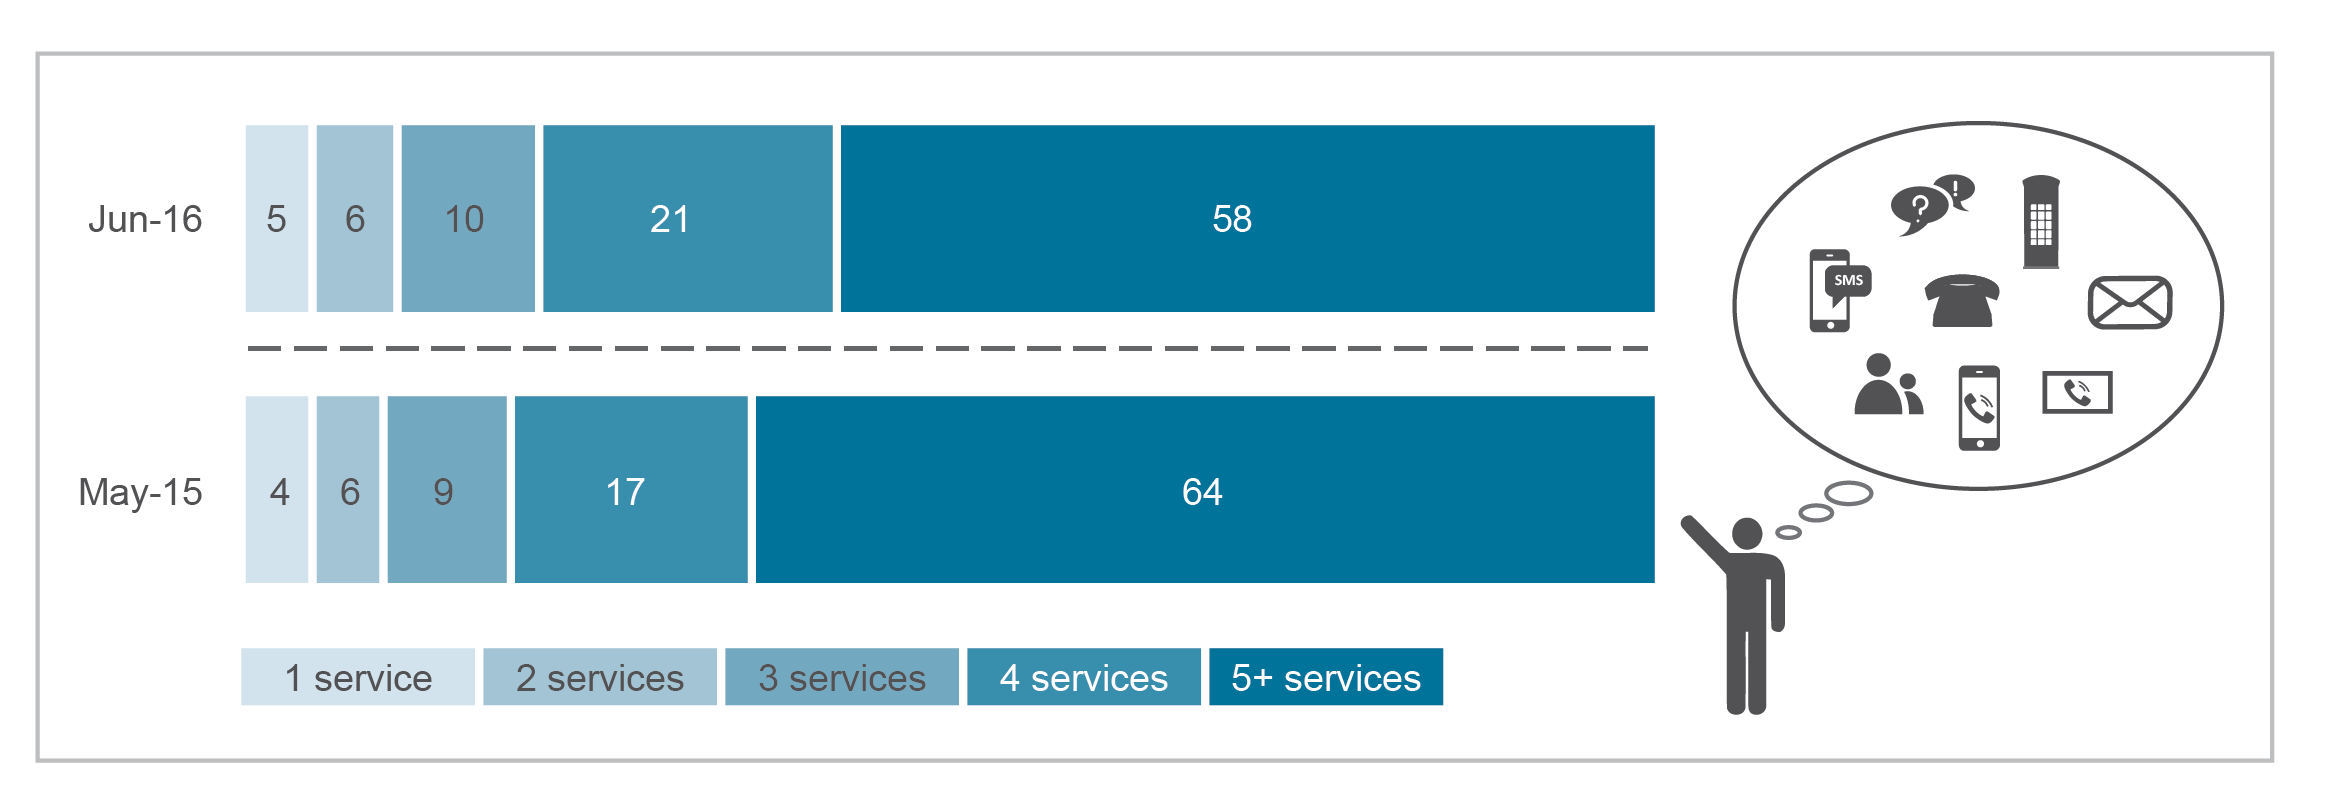 Jun-16 5 6 10 21 58
May-15 4 6 9 17 64
1 service 2 services 3 services 4 services 5+ services
? !
SMS